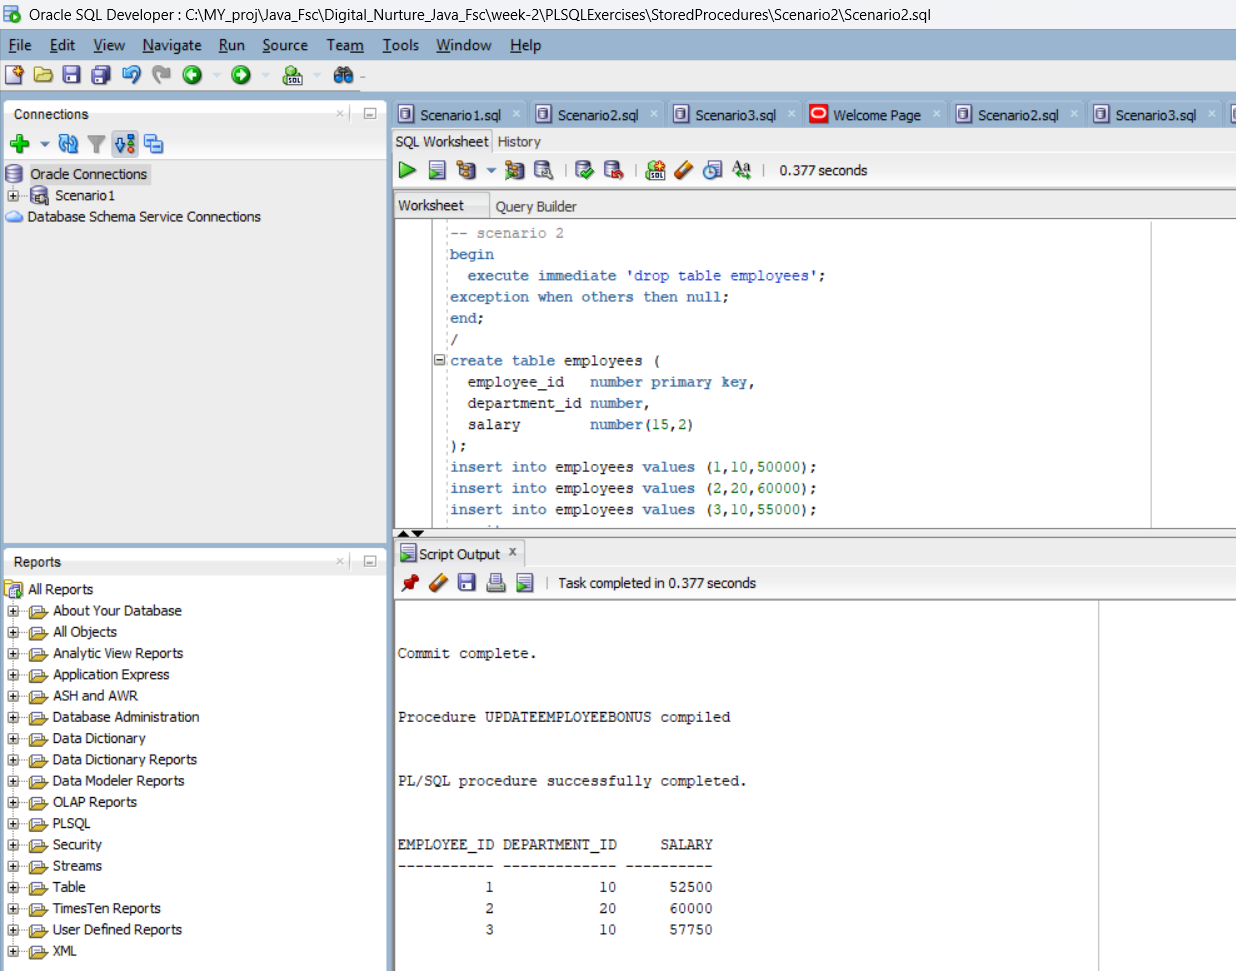 Oracle SQL Developer : C:\MY_proj\Java_Fsc\Digital_Nurture_Java_Fsc\week-2\PLSQLExercises\StoredProcedures\Scenario2\Scenario2.sql
File Edit View Navigate Run Source Team Tools Window Help
Connections
Oracle Connections
Scenario1
Database Schema Service Connections
Reports
All Reports
About Your Database
All Objects
Analytic View Reports
Application Express
ASH and AWR
Database Administration
Data Dictionary
Data Dictionary Reports
Data Modeler Reports
OLAP Reports
PLSQL
Security
Streams
Table
TimesTen Reports
User Defined Reports
XML
Scenario1.sql Scenario2.sql Scenario3.sql Welcome Page Scenario2.sql Scenario3.sql
SQL Worksheet History
0.377 seconds
Worksheet Query Builder
-- scenario 2
begin
  execute immediate 'drop table employees';
exception when others then null;
end;
/
create table employees (
  employee_id   number primary key,
  department_id number,
  salary        number(15,2)
);
insert into employees values (1,10,50000);
insert into employees values (2,20,60000);
insert into employees values (3,10,55000);
Script Output
Task completed in 0.377 seconds
Commit complete.
Procedure UPDATEEMPLOYEEBONUS compiled
PL/SQL procedure successfully completed.
EMPLOYEE_ID DEPARTMENT_ID     SALARY
----------- ------------- ----------
          1            10      52500
          2            20      60000
          3            10      57750